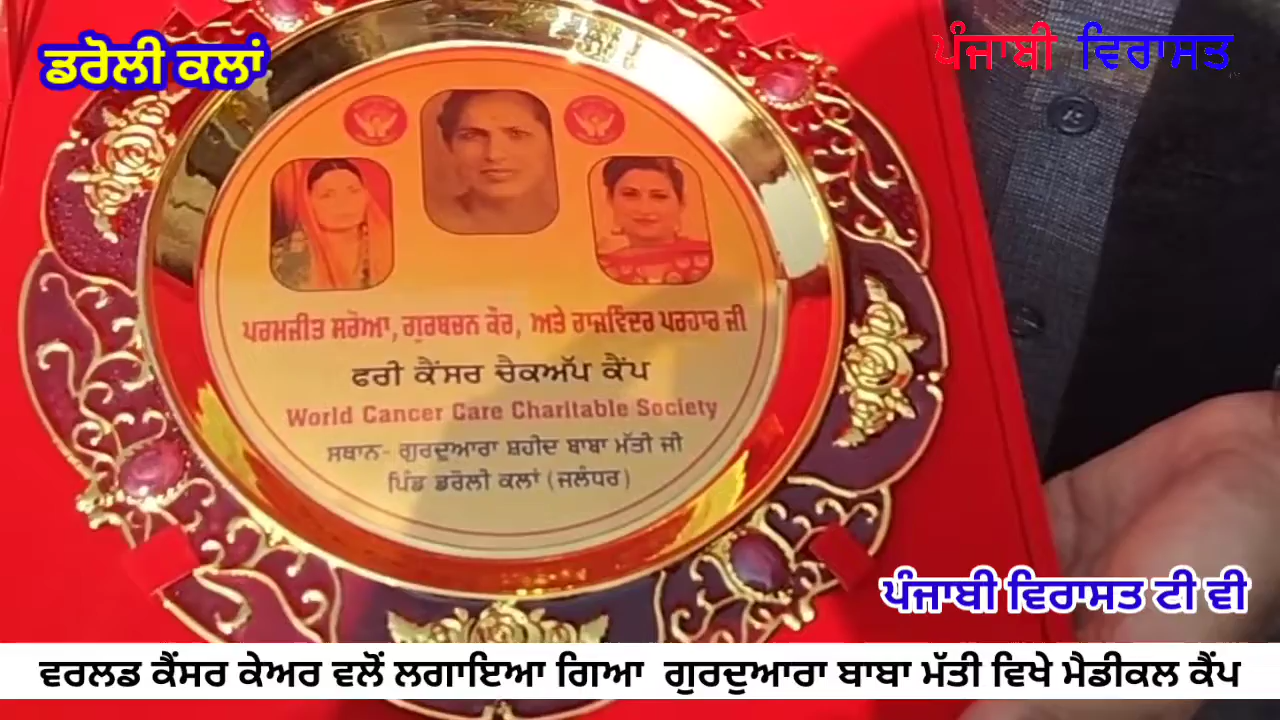 ਡਰੋਲੀ ਕਲਾਂ
ਪੰਜਾਬੀ ਵਿਰਾਸਤ
ਪਰਮਜੀਤ ਸਰੋਆ, ਗੁਰਬਚਨ ਕੌਰ, ਅਤੇ ਰਾਜਵਿੰਦਰ ਪਰਹਾਰ ਜੀ
ਫਰੀ ਕੈਂਸਰ ਚੈਕਅੱਪ ਕੈਂਪ
World Cancer Care Charitable Society
ਸਥਾਨ- ਗੁਰਦੁਆਰਾ ਸ਼ਹੀਦ ਬਾਬਾ ਮੱਤੀ ਜੀ
ਪਿੰਡ ਡਰੋਲੀ ਕਲਾਂ (ਜਲੰਧਰ)
ਪੰਜਾਬੀ ਵਿਰਾਸਤ ਟੀ ਵੀ
ਵਰਲਡ ਕੈਂਸਰ ਕੇਅਰ ਵਲੋਂ ਲਗਾਇਆ ਗਿਆ ਗੁਰਦੁਆਰਾ ਬਾਬਾ ਮੱਤੀ ਵਿਖੇ ਮੈਡੀਕਲ ਕੈਂਪ